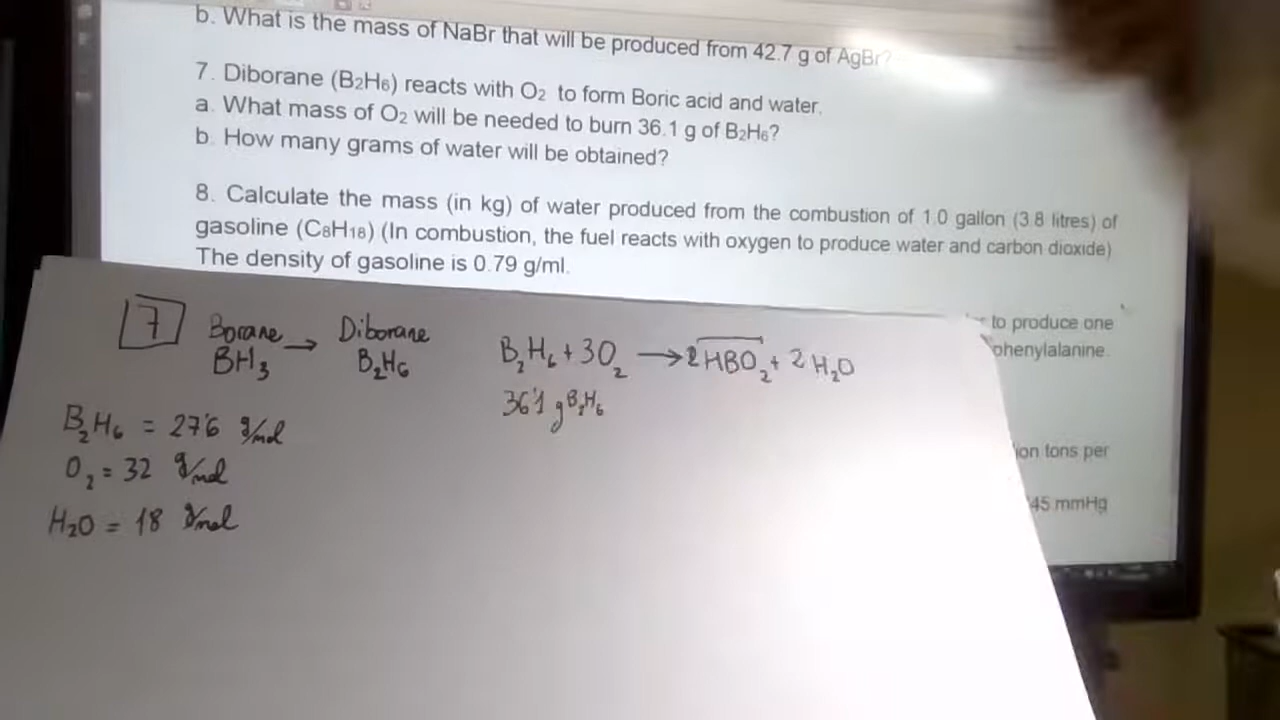 b. What is the mass of NaBr that will be produced from 42.7 g of AgBr?
7. Diborane (B2H6) reacts with O2 to form Boric acid and water.
a. What mass of O2 will be needed to burn 36.1 g of B2H6?
b. How many grams of water will be obtained?
8. Calculate the mass (in kg) of water produced from the combustion of 1.0 gallon (3.8 litres) of
gasoline (C8H18) (In combustion, the fuel reacts with oxygen to produce water and carbon dioxide)
The density of gasoline is 0.79 g/ml.
to produce one
phenylalanine.
ion tons per
45 mmHg
7 Borane → Diborane
BH3 B2H6
B2H6 + 3O2 → 2HBO2 + 2H2O
36'1 g B2H6
B2H6 = 27'6 g/mol
O2 = 32 g/mol
H2O = 18 g/mol